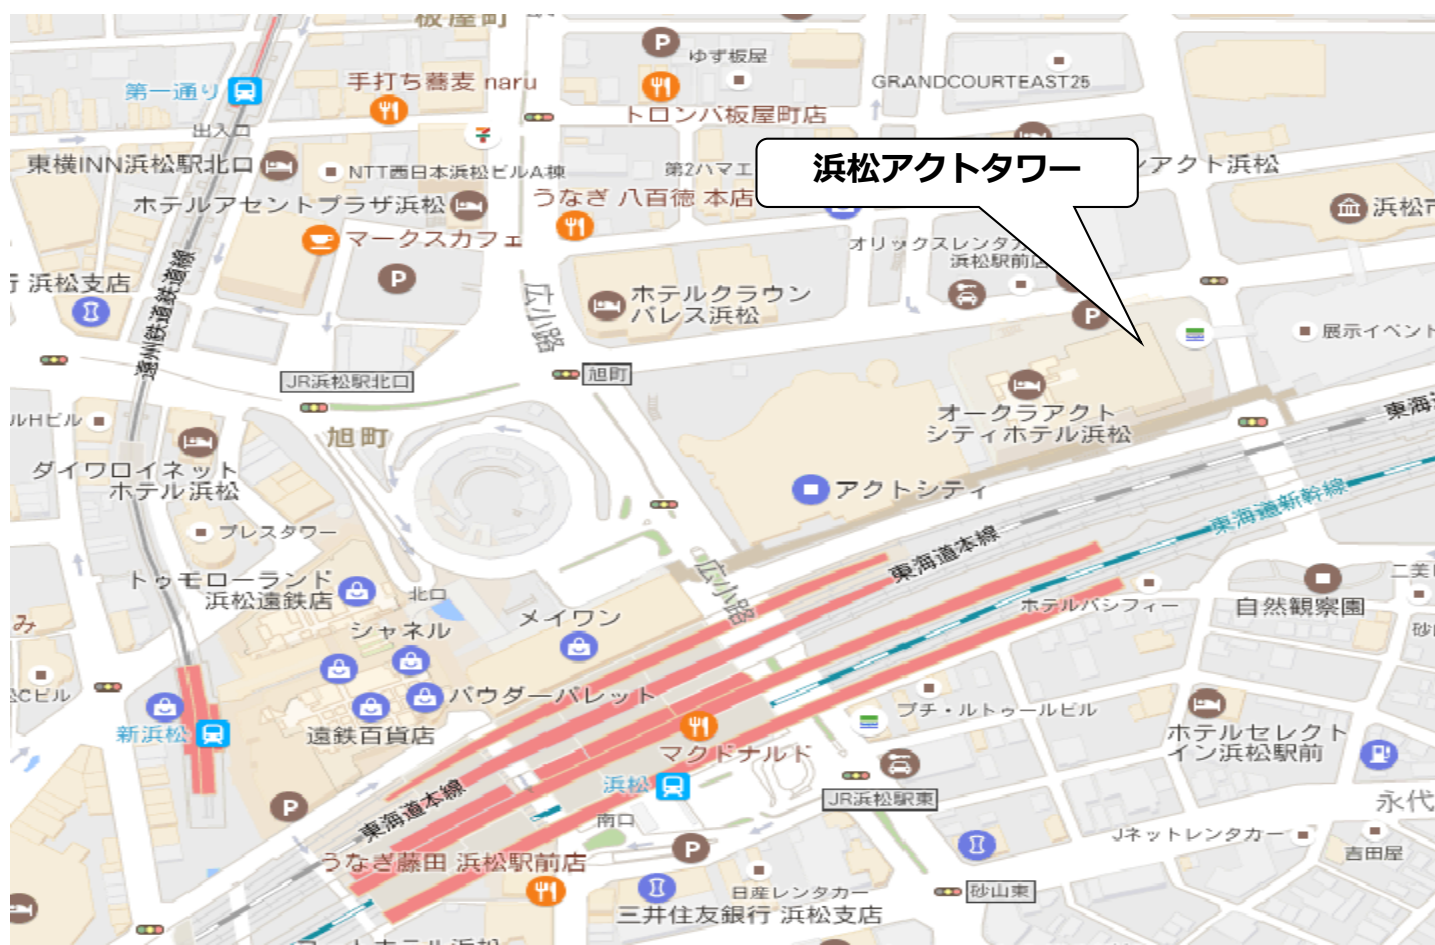 板屋町
ゆず板屋
手打ち蕎麦 naru
GRANDCOURTEAST25
第一通り
トロンバ板屋町店
出入口
浜松アクトタワー
東横INN浜松駅北口
NTT西日本浜松ビルA棟
第2ハマエ
アクト浜松
うなぎ 八百徳 本店
ホテルアセントプラザ浜松
浜松市
マークスカフェ
オリックスレンタカ
浜松駅前店
遠州鉄道鉄道線
浜松支店
広小路
ホテルクラウン
パレス浜松
展示イベント
JR浜松駅北口
旭町
東海道
オークラアクト
シティホテル浜松
ルHビル
旭町
ダイワロイネット
ホテル浜松
アクトシティ
東海道新幹線
プレスタワー
東海道本線
広小路
トゥモローランド
浜松遠鉄店
北口
ホテルパシフィー
自然観察園
二美
メイワン
み
シャネル
砂
Cビル
パウダーパレット
プチ・ルトゥールビル
新浜松
遠鉄百貨店
マクドナルド
ホテルセレクト
イン浜松駅前
浜松
JR浜松駅東
永代
東海道本線
南口
Jネットレンタカー
吉田屋
うなぎ藤田 浜松駅前店
日産レンタカー
砂山東
三井住友銀行 浜松支店